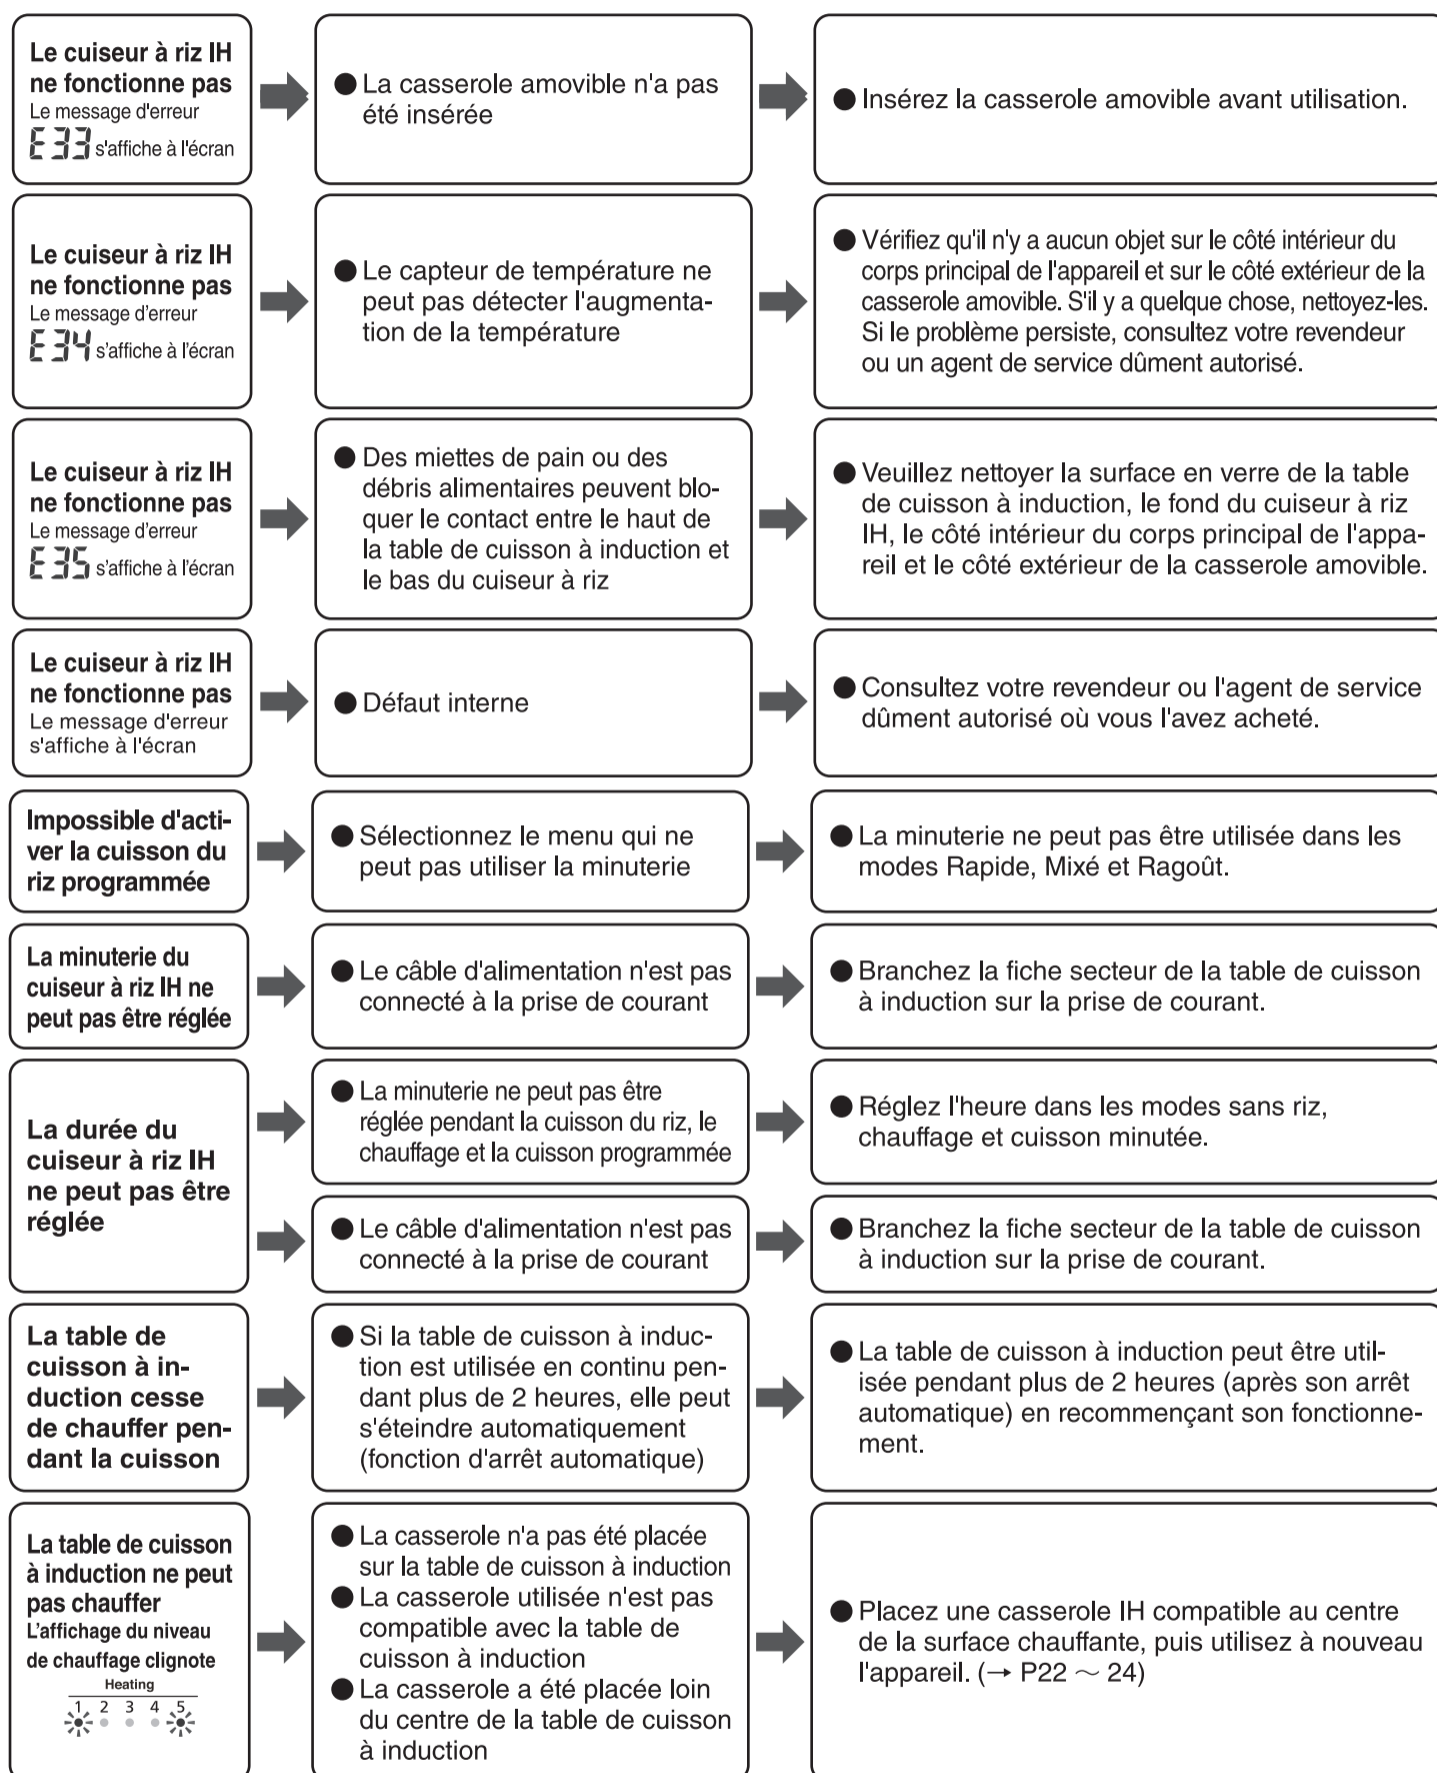 Le cuiseur à riz IH
ne fonctionne pas
Le message d'erreur
E33 s'affiche à l'écran
● La casserole amovible n'a pas
été insérée
● Insérez la casserole amovible avant utilisation.
Le cuiseur à riz IH
ne fonctionne pas
Le message d'erreur
E34 s'affiche à l'écran
● Le capteur de température ne
peut pas détecter l'augmenta-
tion de la température
● Vérifiez qu'il n'y a aucun objet sur le côté intérieur du
corps principal de l'appareil et sur le côté extérieur de la
casserole amovible. S'il y a quelque chose, nettoyez-les.
Si le problème persiste, consultez votre revendeur
ou un agent de service dûment autorisé.
Le cuiseur à riz IH
ne fonctionne pas
Le message d'erreur
E35 s'affiche à l'écran
● Des miettes de pain ou des
débris alimentaires peuvent blo-
quer le contact entre le haut de
la table de cuisson à induction et
le bas du cuiseur à riz
● Veuillez nettoyer la surface en verre de la table
de cuisson à induction, le fond du cuiseur à riz
IH, le côté intérieur du corps principal de l'appa-
reil et le côté extérieur de la casserole amovible.
Le cuiseur à riz IH
ne fonctionne pas
Le message d'erreur
s'affiche à l'écran
● Défaut interne
● Consultez votre revendeur ou l'agent de service
dûment autorisé où vous l'avez acheté.
Impossible d'acti-
ver la cuisson du
riz programmée
● Sélectionnez le menu qui ne
peut pas utiliser la minuterie
● La minuterie ne peut pas être utilisée dans les
modes Rapide, Mixé et Ragoût.
La minuterie du
cuiseur à riz IH ne
peut pas être réglée
● Le câble d'alimentation n'est pas
connecté à la prise de courant
● Branchez la fiche secteur de la table de cuisson
à induction sur la prise de courant.
La durée du
cuiseur à riz IH
ne peut pas être
réglée
● La minuterie ne peut pas être
réglée pendant la cuisson du riz, le
chauffage et la cuisson programmée
● Réglez l'heure dans les modes sans riz,
chauffage et cuisson minutée.
● Le câble d'alimentation n'est pas
connecté à la prise de courant
● Branchez la fiche secteur de la table de cuisson
à induction sur la prise de courant.
La table de
cuisson à in-
duction cesse
de chauffer pen-
dant la cuisson
● Si la table de cuisson à induc-
tion est utilisée en continu pen-
dant plus de 2 heures, elle peut
s'éteindre automatiquement
(fonction d'arrêt automatique)
● La table de cuisson à induction peut être util-
isée pendant plus de 2 heures (après son arrêt
automatique) en recommençant son fonctionne-
ment.
La table de cuisson
à induction ne peut
pas chauffer
L'affichage du niveau
de chauffage clignote
Heating
1 2 3 4 5
● La casserole n'a pas été placée
sur la table de cuisson à induction
● La casserole utilisée n'est pas
compatible avec la table de
cuisson à induction
● La casserole a été placée loin
du centre de la table de cuisson
à induction
● Placez une casserole IH compatible au centre
de la surface chauffante, puis utilisez à nouveau
l'appareil. (→ P22 ～ 24)